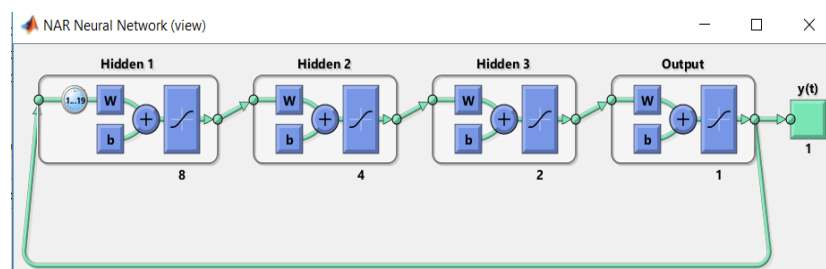 NAR Neural Network (view)
Hidden 1 Hidden 2 Hidden 3 Output
y(t)
1...19 W W W W
b b b b
8 4 2 1 1